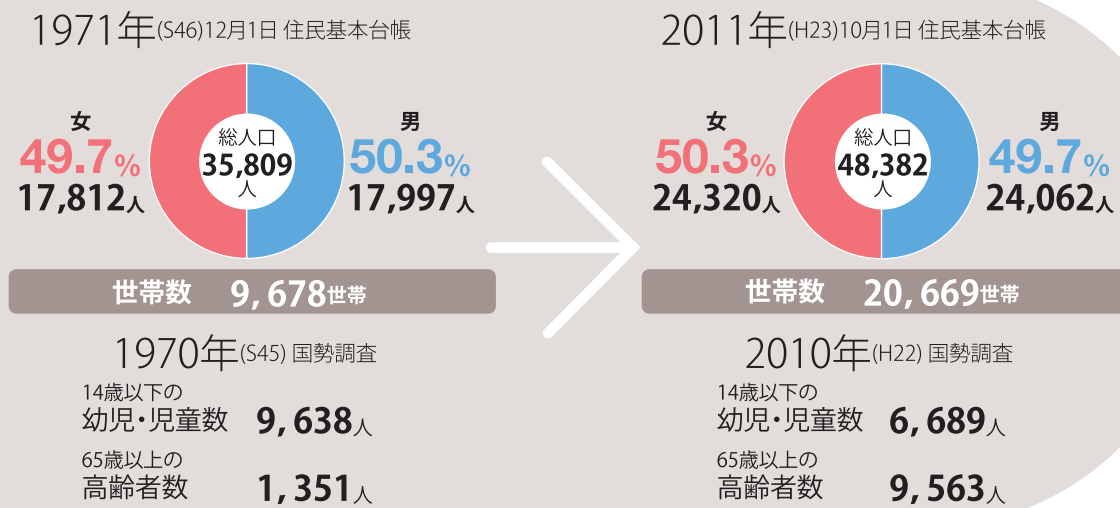 1971年(S46)12月1日 住民基本台帳
女
49.7%
17,812人
総人口
35,809
人
男
50.3%
17,997人
世帯数 9,678世帯
1970年(S45) 国勢調査
14歳以下の
幼児・児童数 9,638人
65歳以上の
高齢者数 1,351人
2011年(H23)10月1日 住民基本台帳
女
50.3%
24,320人
総人口
48,382
人
男
49.7%
24,062人
世帯数 20,669世帯
2010年(H22) 国勢調査
14歳以下の
幼児・児童数 6,689人
65歳以上の
高齢者数 9,563人